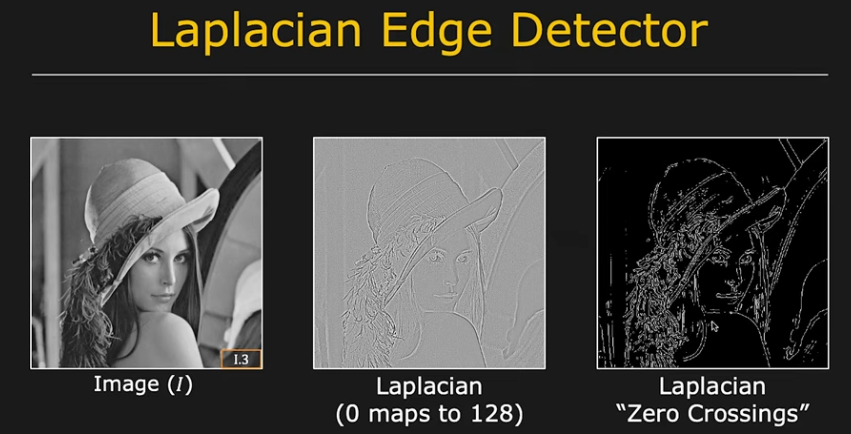 Laplacian Edge Detector
I.3
Image (I)
Laplacian
(0 maps to 128)
Laplacian
“Zero Crossings”